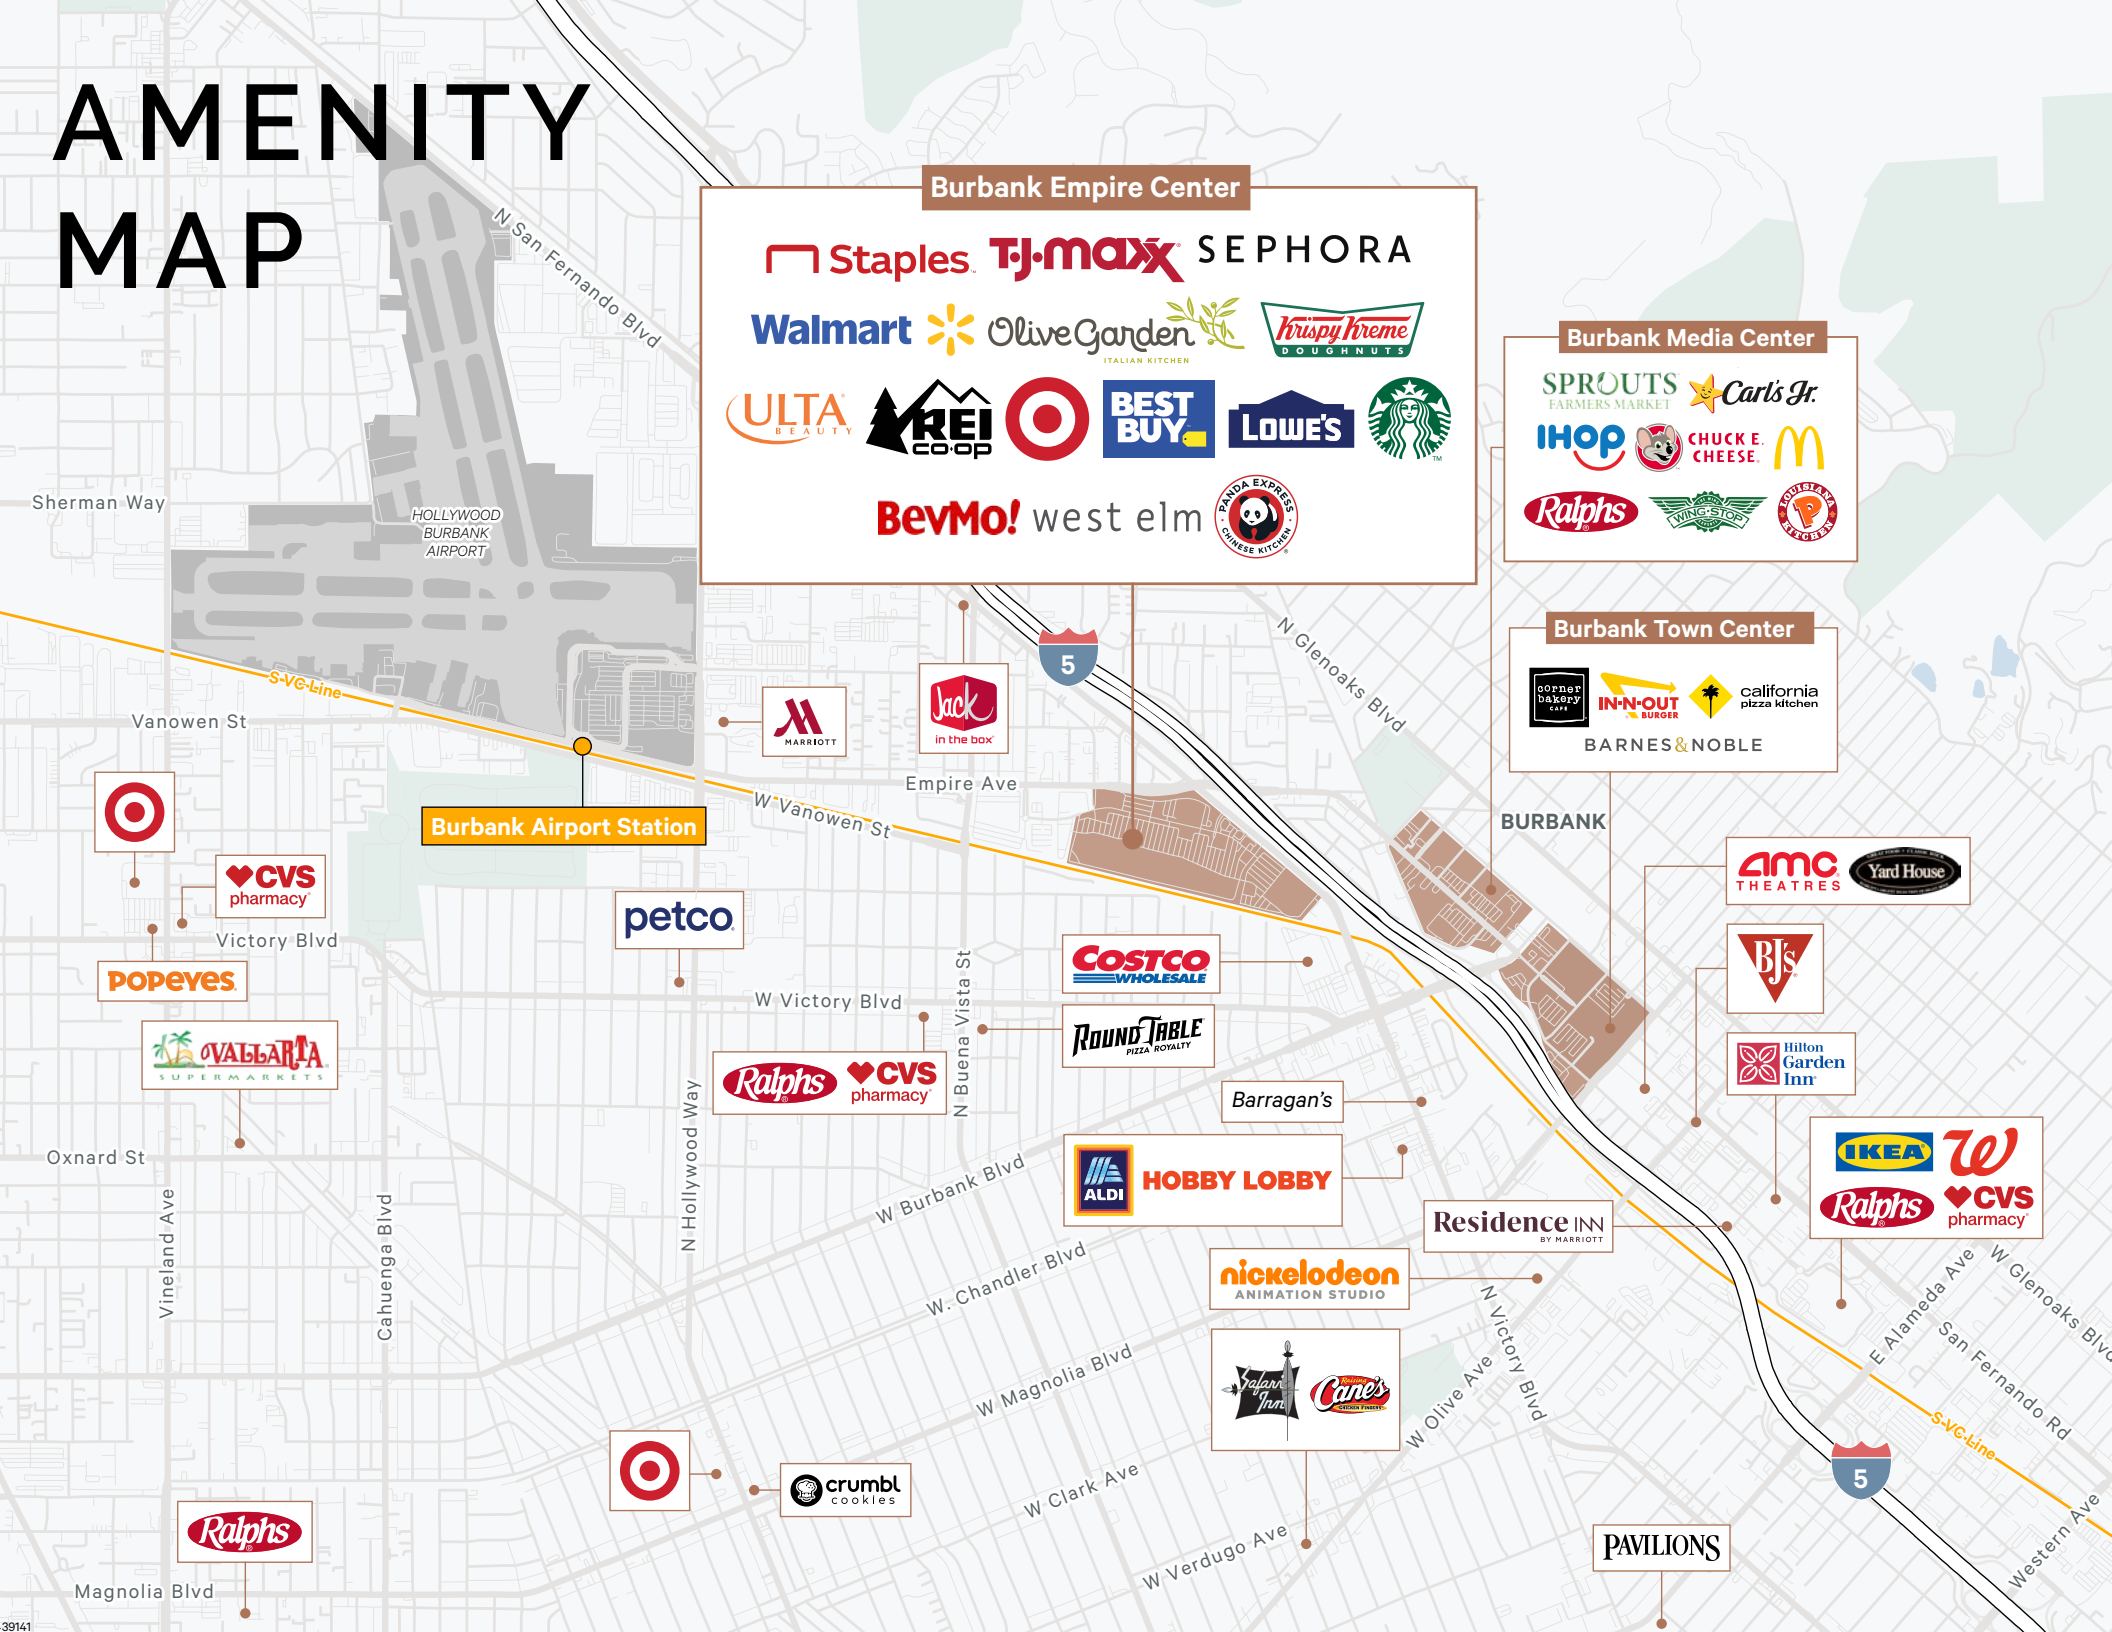 AMENITY
MAP
Burbank Empire Center
Staples
T·J·maxx SEPHORA
Walmart
Olive Garden
ITALIAN KITCHEN
Krispy Kreme
DOUGHNUTS
ULTA
BEAUTY
REI
co·op
BEST
BUY
LOWE'S
TM
BevMo! west elm
PANDA EXPRESS
CHINESE KITCHEN
Burbank Media Center
SPROUTS
FARMERS MARKET
Carl's Jr.
IHOP
CHUCK E.
CHEESE
Ralphs
WING·STOP
LOUISIANA
KITCHEN
Burbank Town Center
corner
bakery
CAFE
IN-N-OUT
BURGER
california
pizza kitchen
BARNES&NOBLE
N San Fernando Blvd
Sherman Way
HOLLYWOOD
BURBANK
AIRPORT
S-VC-Line
Vanowen St
5
N Glenoaks Blvd
MARRIOTT
Jack
in the box
Empire Ave
W Vanowen St
Burbank Airport Station
BURBANK
CVS
pharmacy
Victory Blvd
POPEYES
petco
COSTCO
WHOLESALE
amc
THEATRES
Yard House
BJ's
W Victory Blvd
N Buena Vista St
ROUND TABLE
PIZZA ROYALTY
VALLARTA
SUPERMARKETS
Ralphs
CVS
pharmacy
Hilton
Garden
Inn
Barragan's
ALDI
HOBBY LOBBY
IKEA
W
Ralphs
CVS
pharmacy
Oxnard St
Vineland Ave
Cahuenga Blvd
N Hollywood Way
W Burbank Blvd
Residence INN
BY MARRIOTT
W. Chandler Blvd
nickelodeon
ANIMATION STUDIO
N Victory Blvd
E Alameda Ave
W Glenoaks Blvd
San Fernando Rd
W Magnolia Blvd
Safari
Inn
Raising
Cane's
CHICKEN FINGERS
W Olive Ave
S-VC-Line
5
crumbl
cookies
W Clark Ave
W Verdugo Ave
Ralphs
PAVILIONS
Western Ave
Magnolia Blvd
39141